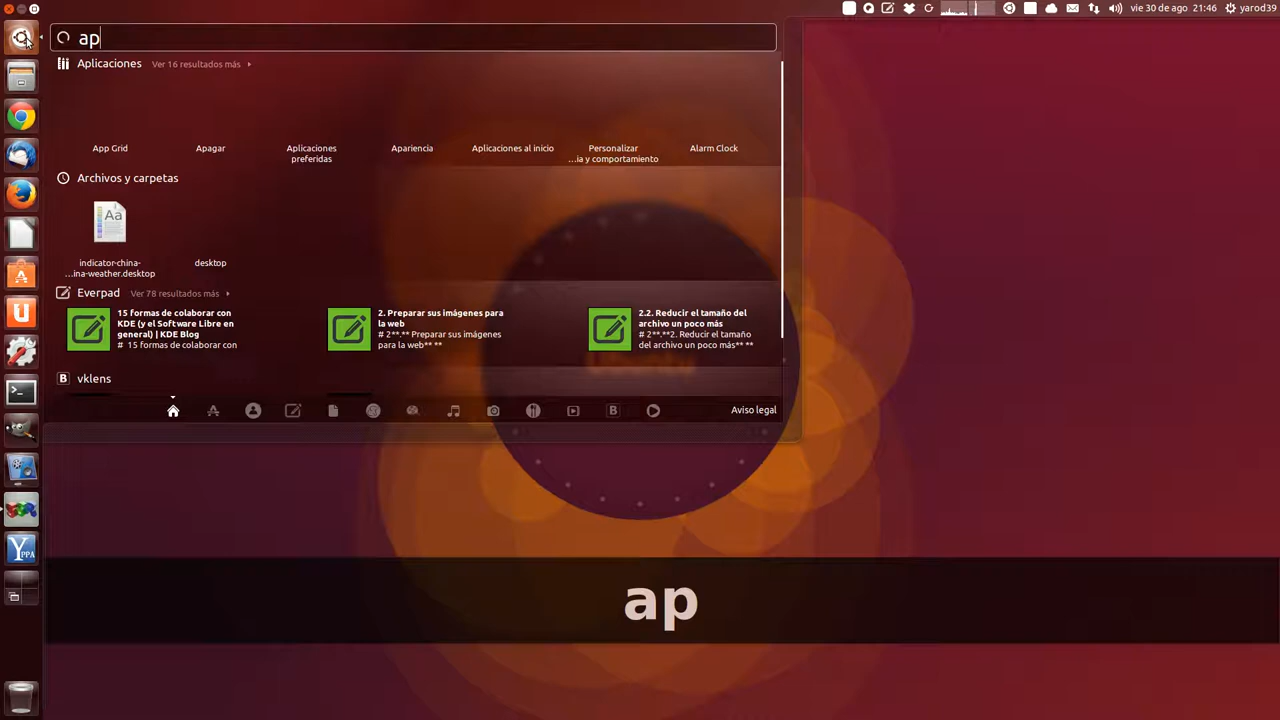 vie 30 de ago 21:46 yarod39
ap
Aplicaciones Ver 16 resultados más
App Grid
Apagar
Aplicaciones
preferidas
Apariencia
Aplicaciones al inicio
Personalizar
…ia y comportamiento
Alarm Clock
Archivos y carpetas
Aa
indicator-china-
…ina-weather.desktop
desktop
Everpad Ver 78 resultados más
15 formas de colaborar con
KDE (y el Software Libre en
general) | KDE Blog
# 15 formas de colaborar con
2. Preparar sus imágenes para
la web
# 2**.** Preparar sus imágenes
para la web** **
2.2. Reducir el tamaño del
archivo un poco más
# 2**.**2. Reducir el tamaño
del archivo un poco más** **
B vklens
B
Aviso legal
U
YPPA
ap